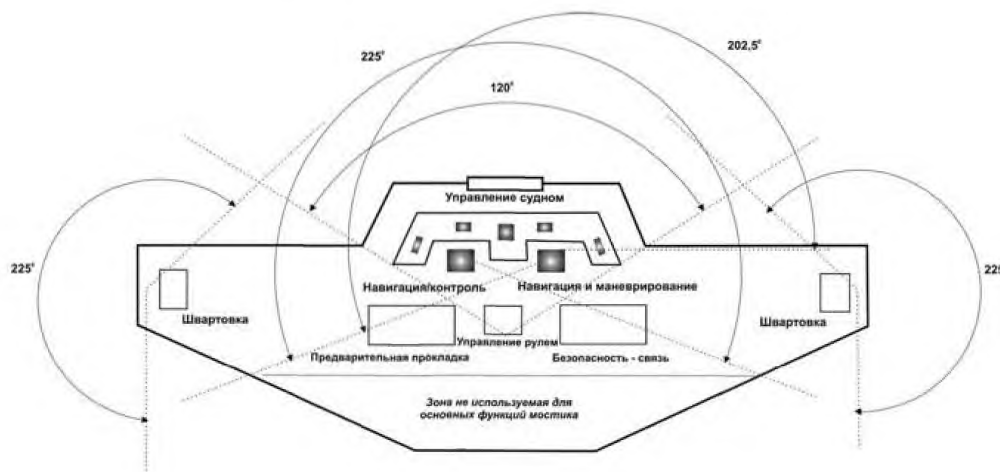 202,5°
225°
120°
Управление судном
225°
225
Навигация/контроль
Навигация и маневрирование
Швартовка
Швартовка
Управление рулем
Предварительная прокладка
Безопасность - связь
Зона не используемая для
основных функций мостика